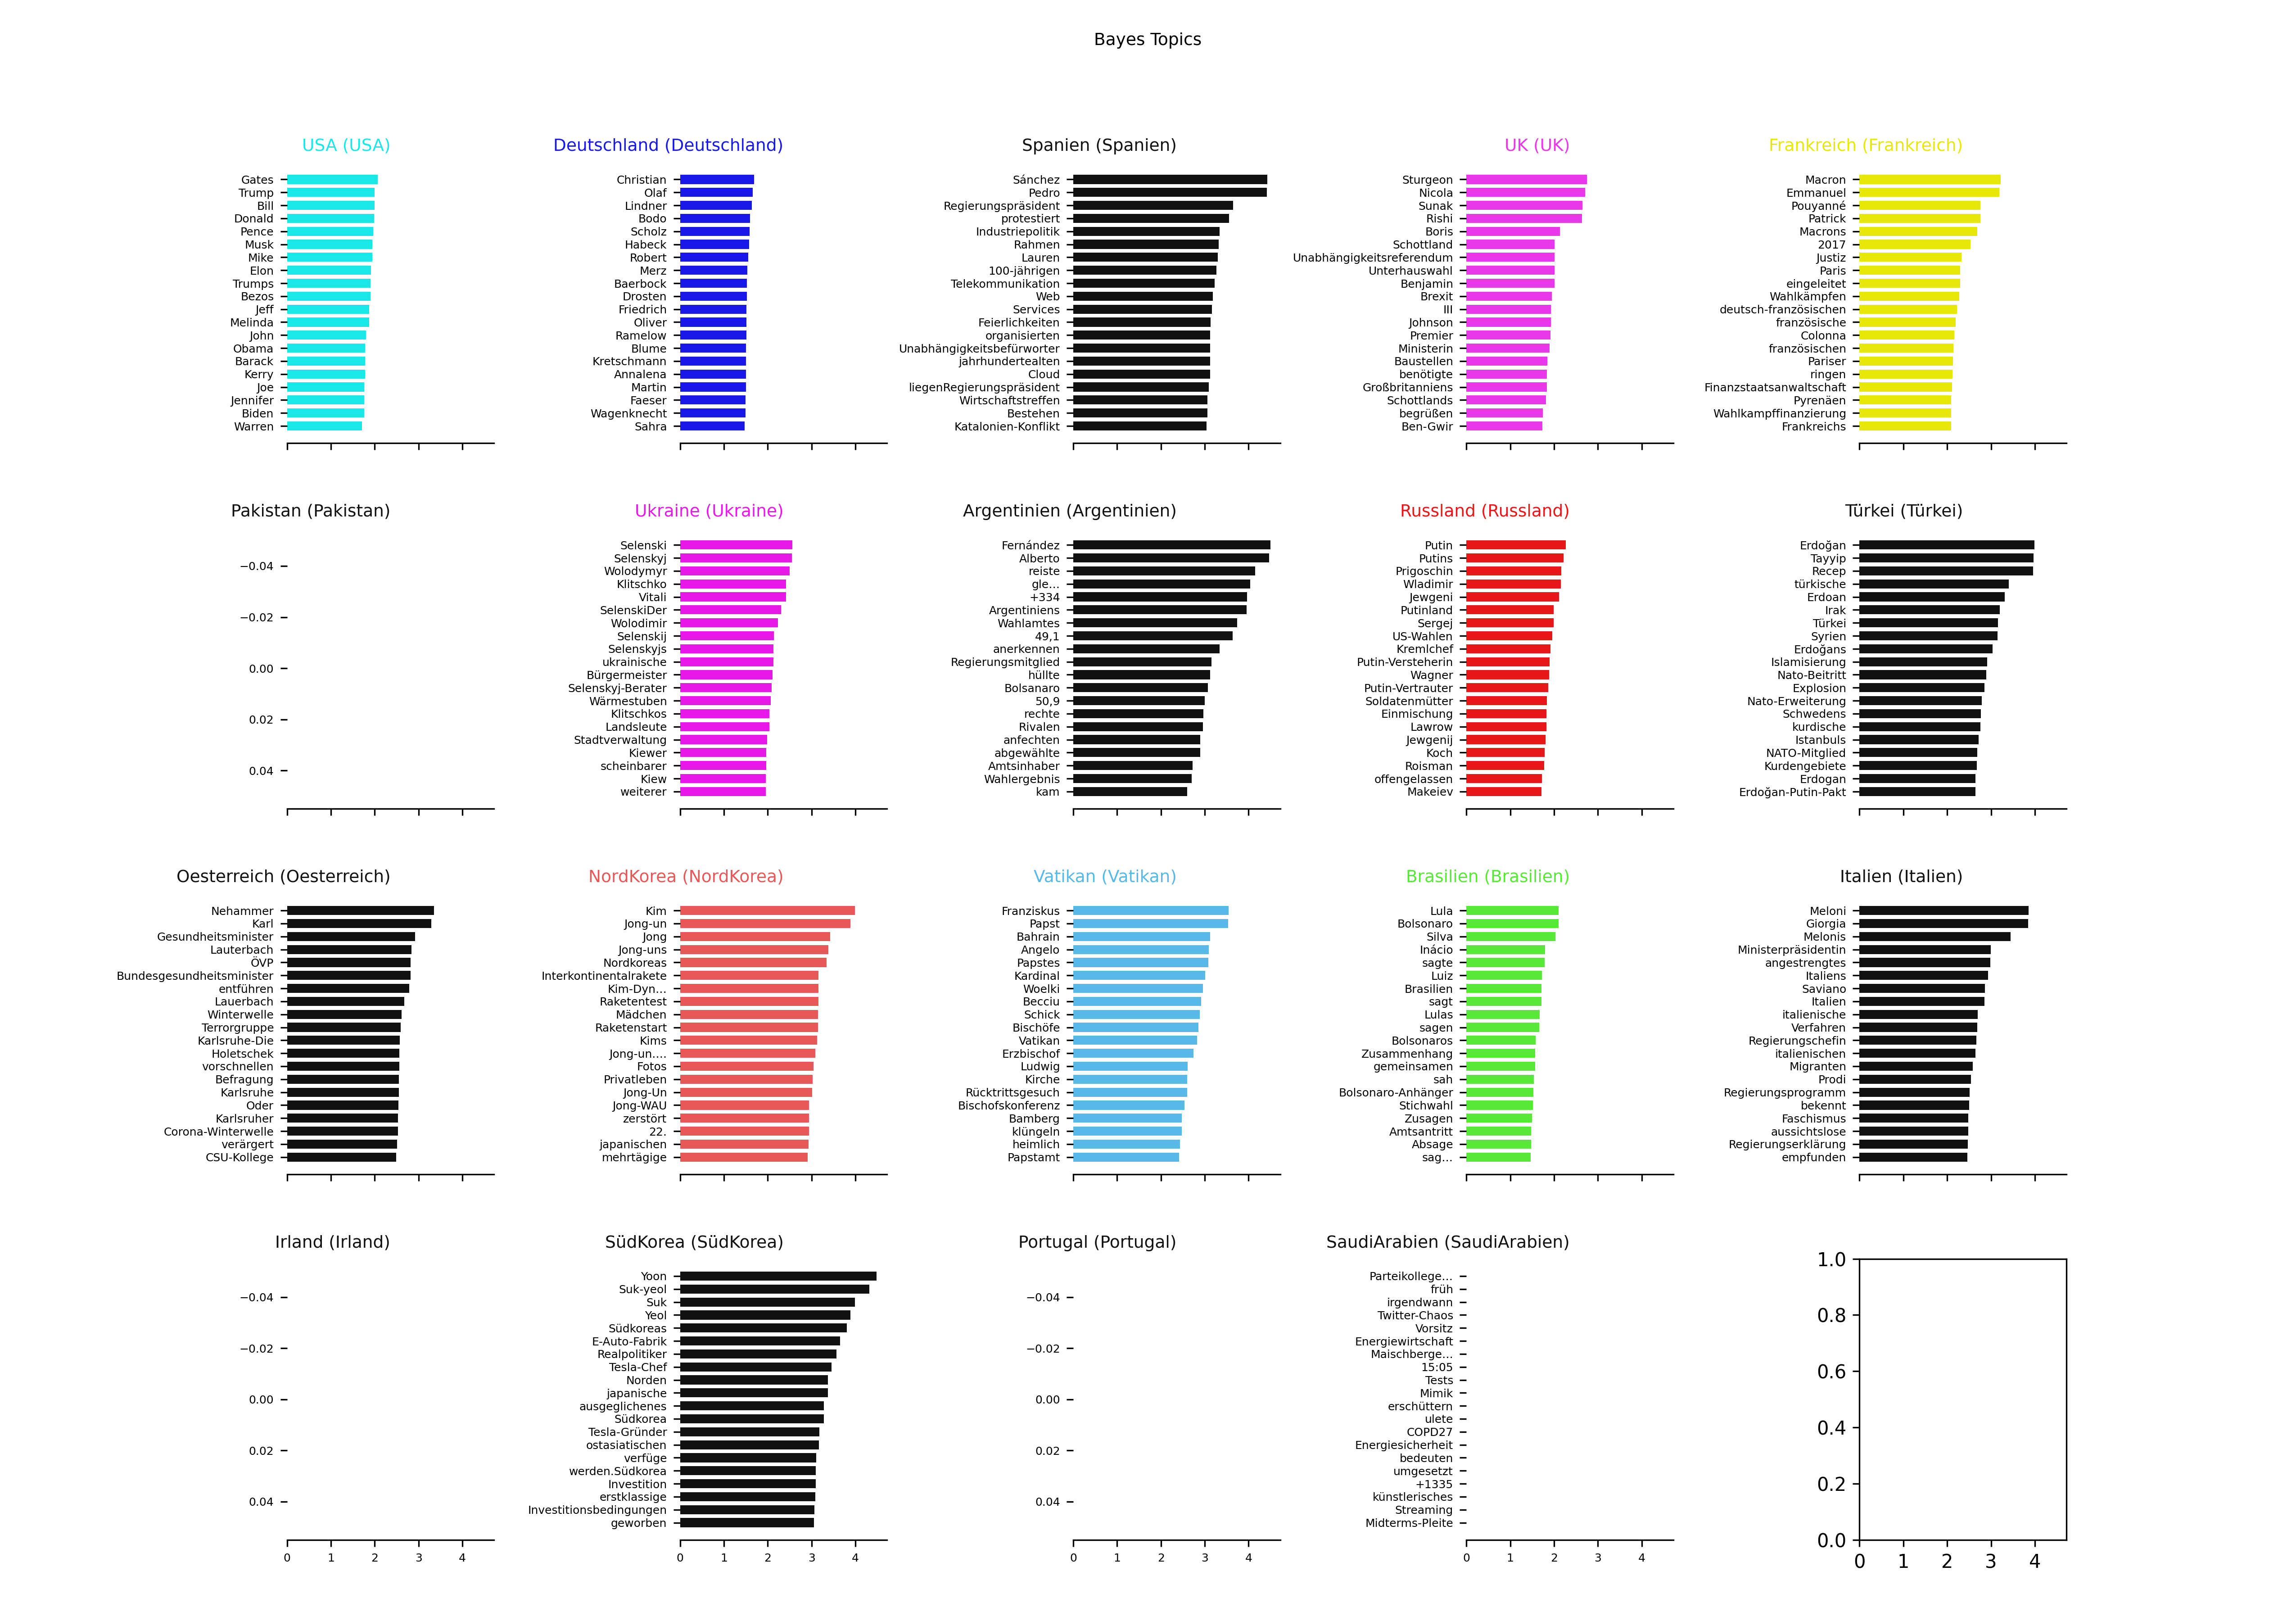 Bayes Topics
USA (USA)
Gates
Trump
Bill
Donald
Pence
Musk
Mike
Elon
Trumps
Bezos
Jeff
Melinda
John
Obama
Barack
Kerry
Joe
Jennifer
Biden
Warren
Deutschland (Deutschland)
Christian
Olaf
Lindner
Bodo
Scholz
Habeck
Robert
Merz
Baerbock
Drosten
Friedrich
Oliver
Ramelow
Blume
Kretschmann
Annalena
Martin
Faeser
Wagenknecht
Sahra
Spanien (Spanien)
Sánchez
Pedro
Regierungspräsident
protestiert
Industriepolitik
Rahmen
Lauren
100-jährigen
Telekommunikation
Web
Services
Feierlichkeiten
organisierten
Unabhängigkeitsbefürworter
jahrhundertealten
Cloud
liegenRegierungspräsident
Wirtschaftstreffen
Bestehen
Katalonien-Konflikt
UK (UK)
Sturgeon
Nicola
Sunak
Rishi
Boris
Schottland
Unabhängigkeitsreferendum
Unterhauswahl
Benjamin
Brexit
III
Johnson
Premier
Ministerin
Baustellen
benötigte
Großbritanniens
Schottlands
begrüßen
Ben-Gwir
Frankreich (Frankreich)
Macron
Emmanuel
Pouyanné
Patrick
Macrons
2017
Justiz
Paris
eingeleitet
Wahlkämpfen
deutsch-französischen
französische
Colonna
französischen
Pariser
ringen
Finanzstaatsanwaltschaft
Pyrenäen
Wahlkampffinanzierung
Frankreichs
Pakistan (Pakistan)
−0.04
−0.02
0.00
0.02
0.04
Ukraine (Ukraine)
Selenski
Selenskyj
Wolodymyr
Klitschko
Vitali
SelenskiDer
Wolodimir
Selenskij
Selenskyjs
ukrainische
Bürgermeister
Selenskyj-Berater
Wärmestuben
Klitschkos
Landsleute
Stadtverwaltung
Kiewer
scheinbarer
Kiew
weiterer
Argentinien (Argentinien)
Fernández
Alberto
reiste
gle…
+334
Argentiniens
Wahlamtes
49,1
anerkennen
Regierungsmitglied
hüllte
Bolsanaro
50,9
rechte
Rivalen
anfechten
abgewählte
Amtsinhaber
Wahlergebnis
kam
Russland (Russland)
Putin
Putins
Prigoschin
Wladimir
Jewgeni
Putinland
Sergej
US-Wahlen
Kremlchef
Putin-Versteherin
Wagner
Putin-Vertrauter
Soldatenmütter
Einmischung
Lawrow
Jewgenij
Koch
Roisman
offengelassen
Makeiev
Türkei (Türkei)
Erdoğan
Tayyip
Recep
türkische
Erdoan
Irak
Türkei
Syrien
Erdoğans
Islamisierung
Nato-Beitritt
Explosion
Nato-Erweiterung
Schwedens
kurdische
Istanbuls
NATO-Mitglied
Kurdengebiete
Erdogan
Erdoğan-Putin-Pakt
Oesterreich (Oesterreich)
Nehammer
Karl
Gesundheitsminister
Lauterbach
ÖVP
Bundesgesundheitsminister
entführen
Lauerbach
Winterwelle
Terrorgruppe
Karlsruhe-Die
Holetschek
vorschnellen
Befragung
Karlsruhe
Oder
Karlsruher
Corona-Winterwelle
verärgert
CSU-Kollege
NordKorea (NordKorea)
Kim
Jong-un
Jong
Jong-uns
Nordkoreas
Interkontinentalrakete
Kim-Dyn…
Raketentest
Mädchen
Raketenstart
Kims
Jong-un.…
Fotos
Privatleben
Jong-Un
Jong-WAU
zerstört
22.
japanischen
mehrtägige
Vatikan (Vatikan)
Franziskus
Papst
Bahrain
Angelo
Papstes
Kardinal
Woelki
Becciu
Schick
Bischöfe
Vatikan
Erzbischof
Ludwig
Kirche
Rücktrittsgesuch
Bischofskonferenz
Bamberg
klüngeln
heimlich
Papstamt
Brasilien (Brasilien)
Lula
Bolsonaro
Silva
Inácio
sagte
Luiz
Brasilien
sagt
Lulas
sagen
Bolsonaros
Zusammenhang
gemeinsamen
sah
Bolsonaro-Anhänger
Stichwahl
Zusagen
Amtsantritt
Absage
sag…
Italien (Italien)
Meloni
Giorgia
Melonis
Ministerpräsidentin
angestrengtes
Italiens
Saviano
Italien
italienische
Verfahren
Regierungschefin
italienischen
Migranten
Prodi
Regierungsprogramm
bekennt
Faschismus
aussichtslose
Regierungserklärung
empfunden
Irland (Irland)
−0.04
−0.02
0.00
0.02
0.04
0 1 2 3 4
SüdKorea (SüdKorea)
Yoon
Suk-yeol
Suk
Yeol
Südkoreas
E-Auto-Fabrik
Realpolitiker
Tesla-Chef
Norden
japanische
ausgeglichenes
Südkorea
Tesla-Gründer
ostasiatischen
verfüge
werden.Südkorea
Investition
erstklassige
Investitionsbedingungen
geworben
0 1 2 3 4
Portugal (Portugal)
−0.04
−0.02
0.00
0.02
0.04
0 1 2 3 4
SaudiArabien (SaudiArabien)
Parteikollege…
früh
irgendwann
Twitter-Chaos
Vorsitz
Energiewirtschaft
Maischberge…
15:05
Tests
Mimik
erschüttern
ulete
COPD27
Energiesicherheit
bedeuten
umgesetzt
+1335
künstlerisches
Streaming
Midterms-Pleite
0 1 2 3 4
1.0
0.8
0.6
0.4
0.2
0.0
0 1 2 3 4